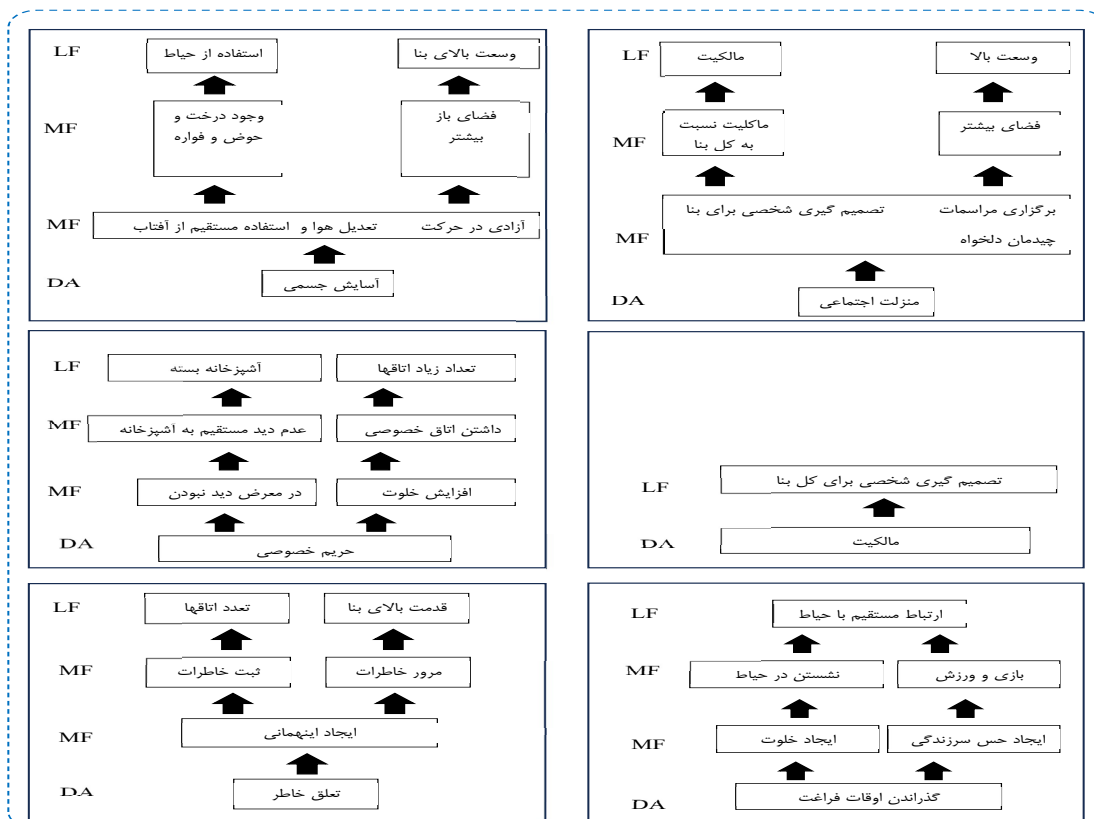 LF
مالکیت
وسعت بالا
MF
ماکلیت نسبت
به کل بنا
فضای بیشتر
MF
برگزاری مراسمات
تصمیم گیری شخصی برای بنا
چیدمان دلخواه
DA
منزلت اجتماعی
LF
استفاده از حیاط
وسعت بالای بنا
MF
وجود درخت و
حوض و فواره
فضای باز
بیشتر
MF
آزادی در حرکت
تعدیل هوا و استفاده مستقیم از آفتاب
DA
آسایش جسمی
LF
تصمیم گیری شخصی برای کل بنا
DA
مالکیت
LF
آشپزخانه بسته
تعداد زیاد اتاقها
MF
عدم دید مستقیم به آشپزخانه
داشتن اتاق خصوصی
MF
در معرض دید نبودن
افزایش خلوت
DA
حریم خصوصی
LF
ارتباط مستقیم با حیاط
MF
نشستن در حیاط
بازی و ورزش
MF
ایجاد خلوت
ایجاد حس سرزندگی
DA
گذراندن اوقات فراغت
LF
تعدد اتاقها
قدمت بالای بنا
MF
ثبت خاطرات
مرور خاطرات
MF
ایجاد اینهمانی
DA
تعلق خاطر